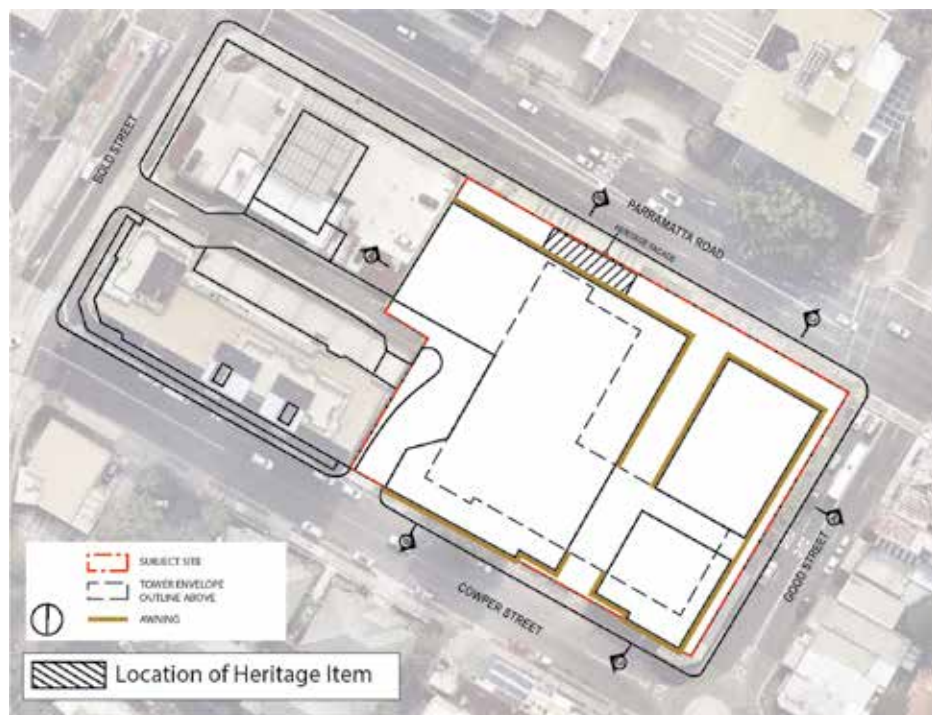 BOLD STREET
PARRAMATTA ROAD
HERITAGE FACADE
GOOD STREET
COWPER STREET
SUBJECT SITE
TOWER ENVELOPE
OUTLINE ABOVE
AWNING
Location of Heritage Item